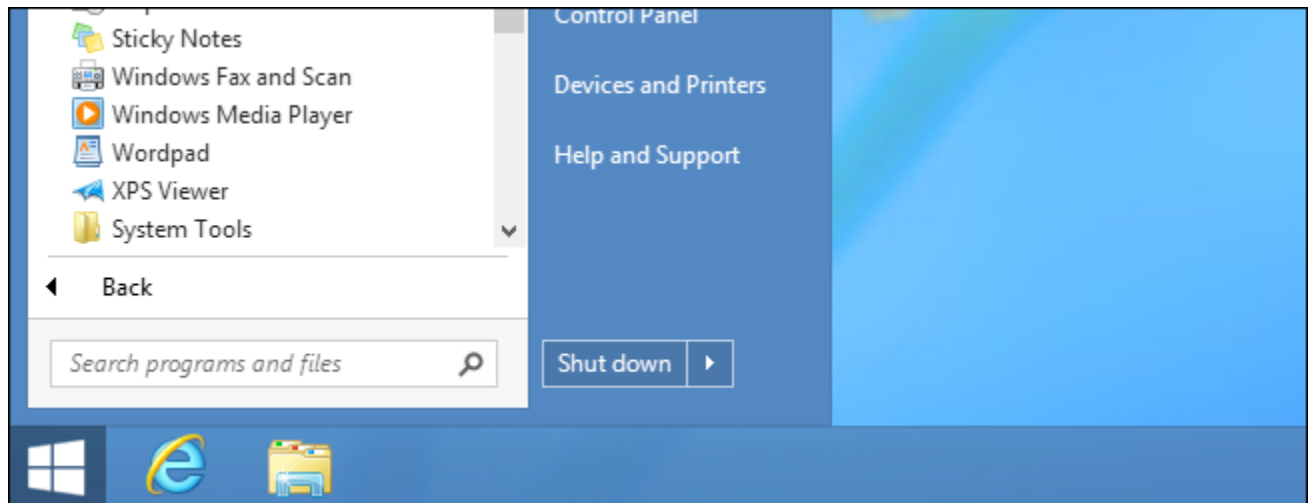 Sticky Notes
Windows Fax and Scan
Windows Media Player
Wordpad
XPS Viewer
System Tools
Back
Search programs and files
Control Panel
Devices and Printers
Help and Support
Shut down